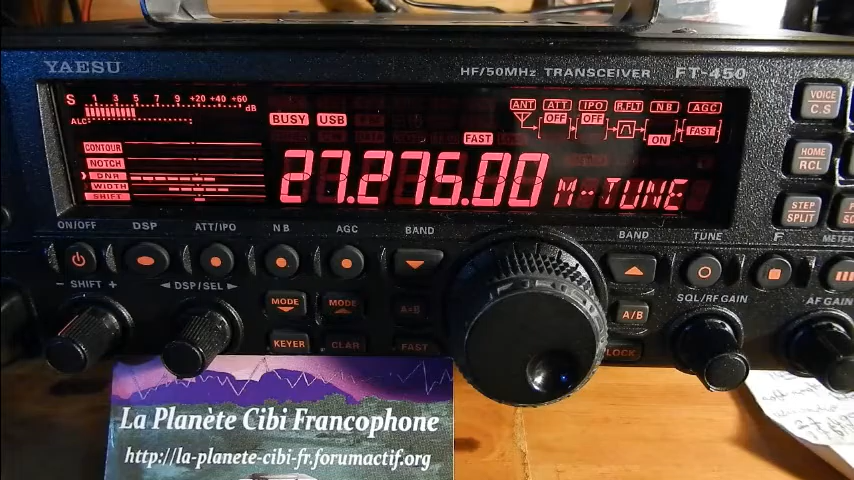 YAESU
HF/50MHz TRANSCEIVER FT-450
S 1 3 5 7 9 +20 +40 +60 dB
ALC
BUSY USB
ANT ATT IPO R.FLT NB AGC
OFF OFF ON FAST
FAST
CONTOUR
NOTCH
DNR
WIDTH
SHIFT
27.275.00 M-TUNE
VOICE C.S
HOME RCL
STEP SPLIT
ON/OFF DSP ATT/IPO NB AGC BAND BAND TUNE F METER
- SHIFT + ◄DSP/SEL► MODE MODE A=B A/B SQL/RF GAIN AF GAIN
KEYER CLAR FAST LOCK
La Planète Cibi Francophone
http://la-planete-cibi-fr.forumactif.org